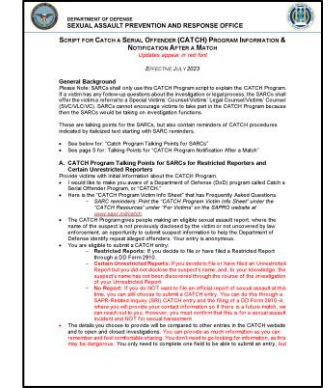 DEPARTMENT OF DEFENSE
SEXUAL ASSAULT PREVENTION AND RESPONSE OFFICE
SCRIPT FOR CATCH A SERIAL OFFENDER (CATCH) PROGRAM INFORMATION &
NOTIFICATION AFTER A MATCH
Updates appear in red font
EFFECTIVE JULY 2023
General Background
Please Note: SARCs shall only use this CATCH Program script to explain the CATCH Program.
If a victim has any follow-up questions about the investigation or legal process, the SARCs shall
offer the victim a referral to a Special Victims' Counsel/Victims' Legal Counsel/Victims' Counsel
(SVC/VLC/VC). SARCs cannot encourage victims to take part in the CATCH Program because
then the SARCs would be taking on investigation functions.
These are talking points for the SARCs, but also contain reminders of CATCH procedures
indicated by italicized text starting with SARC reminders.
• See below for: "Catch Program Talking Points for SARCs"
• See page 5 for: Talking Points for "CATCH Program Notification After a Match"
A. CATCH Program Talking Points for SARCs for Restricted Reporters and
Certain Unrestricted Reporters
Provide victims with initial information about the CATCH Program.
• I would like to make you aware of a Department of Defense (DoD) program called Catch a
Serial Offender Program, or "CATCH."
• Here is the "CATCH Program Victim Info Sheet" that has Frequently Asked Questions.
- SARC reminders: Print the "CATCH Program Victim Info Sheet" under the
"CATCH Resources" under "For Victims" on the SAPRO website at
• The CATCH Program gives people making an eligible sexual assault report, where the
name of the suspect is not previously disclosed by the victim or not uncovered by law
enforcement, an opportunity to submit suspect information to help the Department of
Defense identify repeat alleged offenders. Your entry is anonymous.
• You are eligible to submit a CATCH entry:
- Restricted Reports: If you decide to file or have filed a Restricted Report
through a DD Form 2910.
- Certain Unrestricted Reports: If you decide to file or have filed an Unrestricted
Report but you did not disclose the suspect's name, and, to your knowledge, the
suspect's name has not been discovered through the course of the investigation
of your Unrestricted Report.
- No Report: If you do NOT want to file an official report of sexual assault at this
time, you can still choose to submit a CATCH entry. You can do this through a
SAPR-Related Inquiry (SRI) CATCH entry and the filing of a DD Form 2910-4,
where you will provide your contact information so if there is a future match, we
can reach out to you. However, you must confirm that this is for a sexual assault
incident and NOT for sexual harassment.
• The details you choose to provide will be compared to other entries in the CATCH website
and to open and closed investigations. You can provide as much information as you can
remember and feel comfortable sharing. You don't need to go looking for information, as this
may be dangerous. You only need to complete one field to be able to submit an entry, but